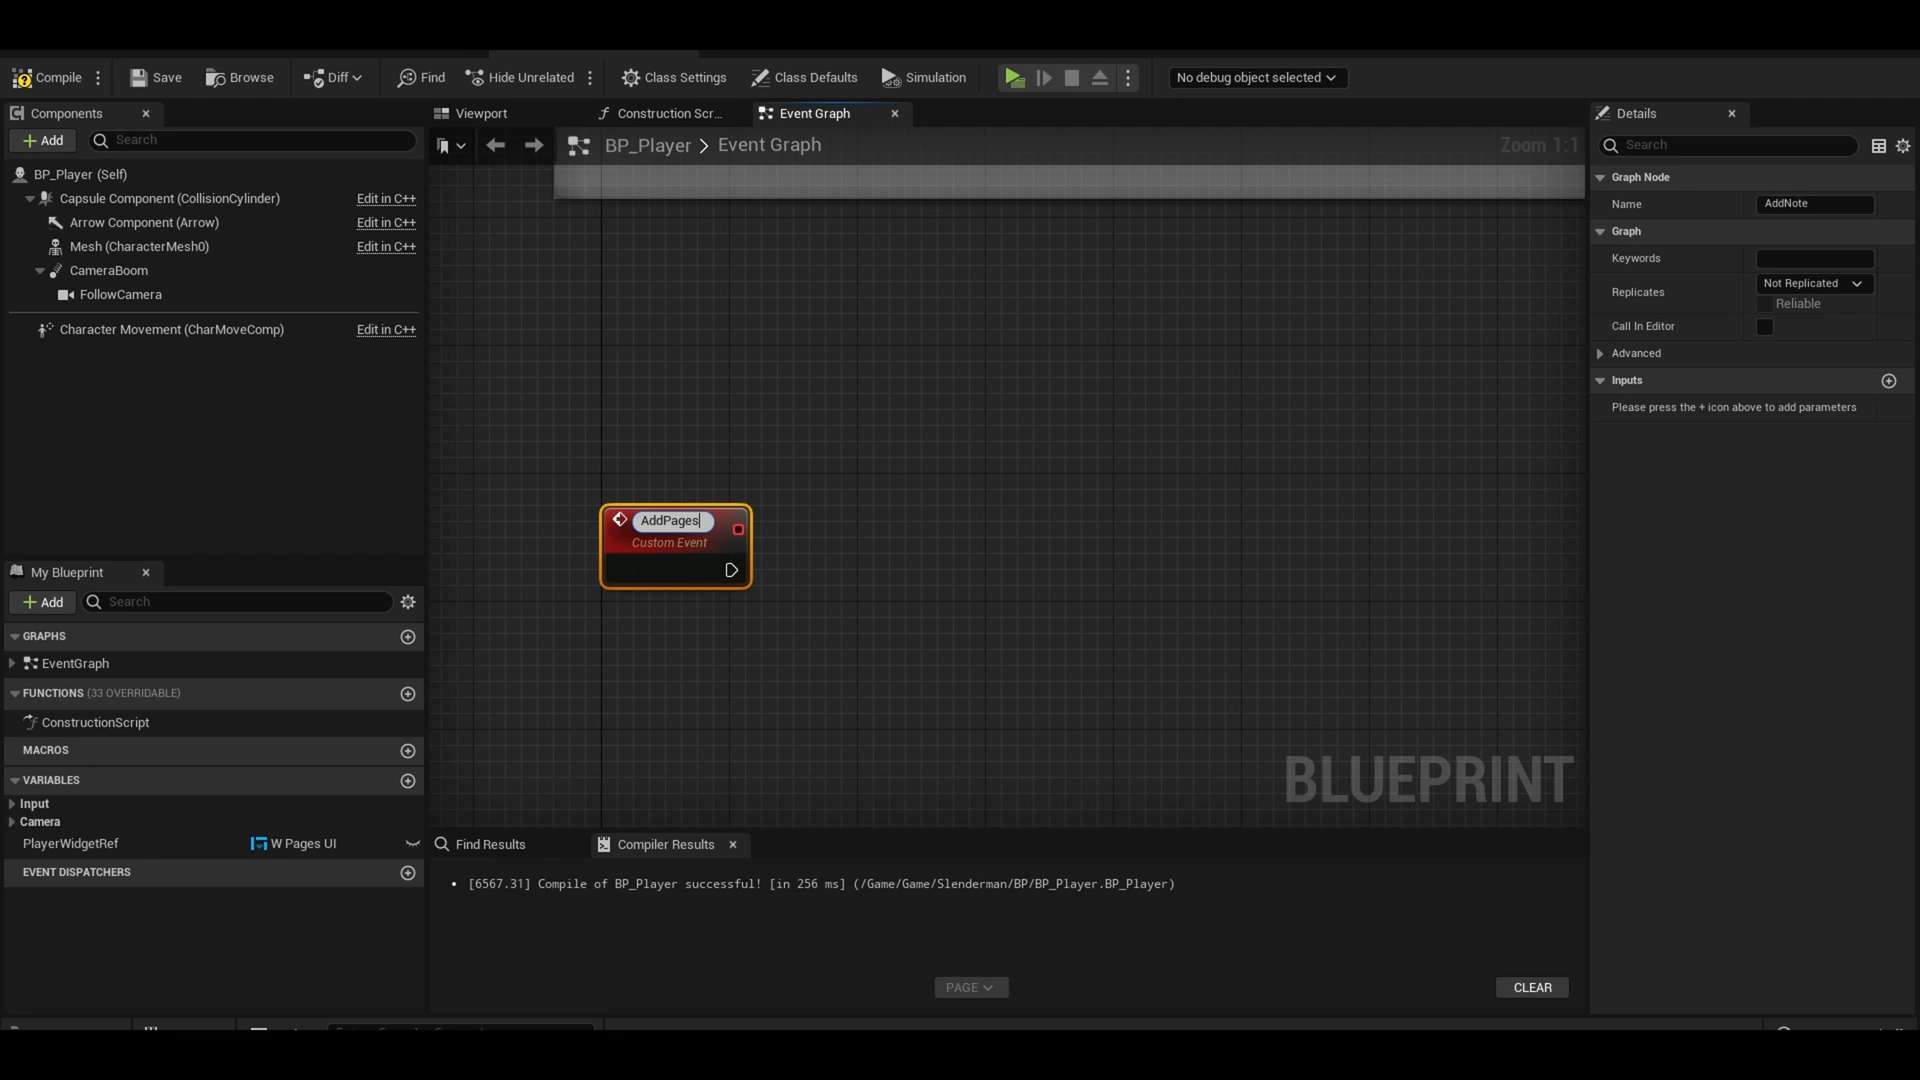 Compile
Save
Browse
Diff
Find
Hide Unrelated
Class Settings
Class Defaults
Simulation
No debug object selected
Components
Viewport
Construction Scr...
Event Graph
Details
Add
Search
BP_Player > Event Graph
Zoom 1:1
Search
BP_Player (Self)
Capsule Component (CollisionCylinder) Edit in C++
Arrow Component (Arrow) Edit in C++
Mesh (CharacterMesh0) Edit in C++
CameraBoom
FollowCamera
Character Movement (CharMoveComp) Edit in C++
Graph Node
Name AddNote
Graph
Keywords
Replicates Not Replicated
Reliable
Call In Editor
Advanced
Inputs
Please press the + icon above to add parameters
AddPages
Custom Event
BLUEPRINT
My Blueprint
Add
Search
GRAPHS
EventGraph
FUNCTIONS (33 OVERRIDABLE)
ConstructionScript
MACROS
VARIABLES
Input
Camera
PlayerWidgetRef W Pages UI
EVENT DISPATCHERS
Find Results
Compiler Results
• [6567.31] Compile of BP_Player successful! [in 256 ms] (/Game/Game/Slenderman/BP/BP_Player.BP_Player)
PAGE
CLEAR